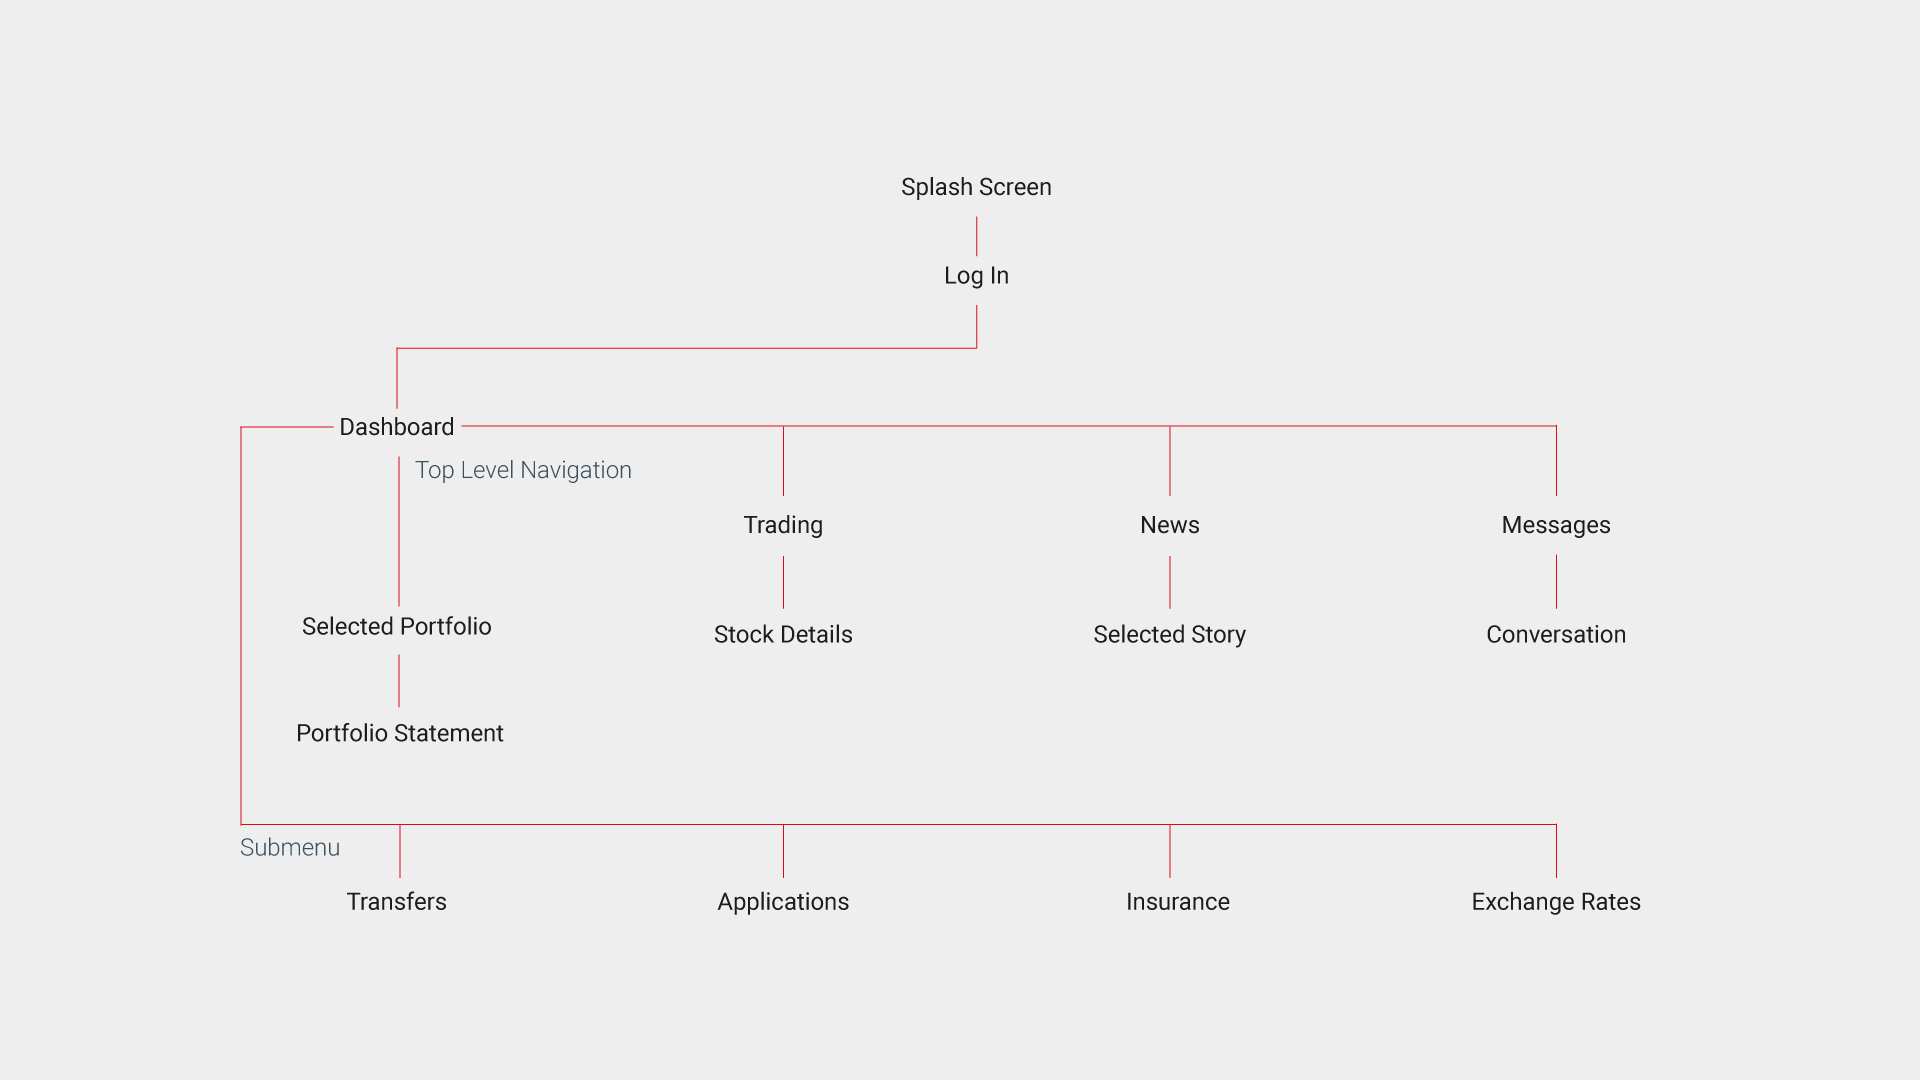 Splash Screen
Log In
Dashboard
Top Level Navigation
Trading
News
Messages
Selected Portfolio
Stock Details
Selected Story
Conversation
Portfolio Statement
Submenu
Transfers
Applications
Insurance
Exchange Rates